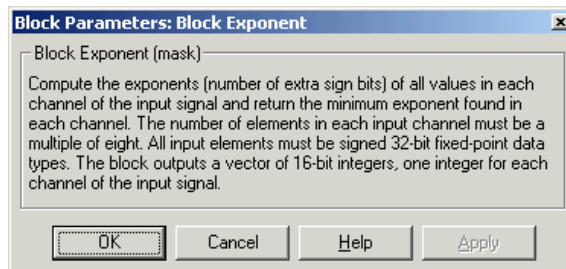 Block Parameters: Block Exponent
Block Exponent (mask)
Compute the exponents (number of extra sign bits) of all values in each
channel of the input signal and return the minimum exponent found in
each channel. The number of elements in each input channel must be a
multiple of eight. All input elements must be signed 32-bit fixed-point data
types. The block outputs a vector of 16-bit integers, one integer for each
channel of the input signal.
OK Cancel Help Apply